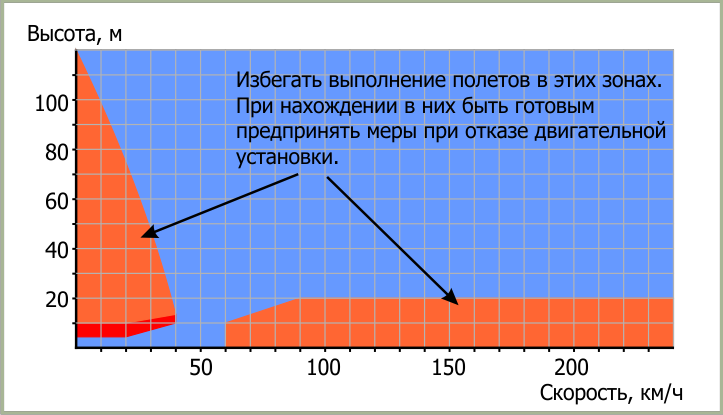 Высота, м
Избегать выполнение полетов в этих зонах.
При нахождении в них быть готовым
предпринять меры при отказе двигательной
установки.
100
80
60
40
20
50 100 150 200
Скорость, км/ч